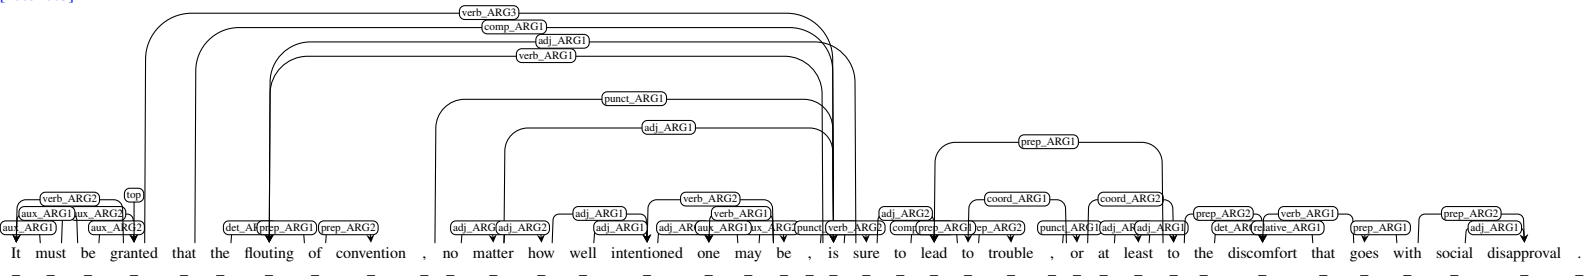 verb_ARG3
comp_ARG1
adj_ARG1
verb_ARG1
punct_ARG1
adj_ARG1
prep_ARG1
verb_ARG2 top verb_ARG2 coord_ARG1 coord_ARG2
aux_ARG1 aux_ARG2 adj_ARG1 verb_ARG1 adj_ARG2 prep_ARG2 verb_ARG1 prep_ARG2
aux_ARG1 aux_ARG2 prep_ARG1 prep_ARG2 adj_ARG2 adj_ARG1 verb_ARG2 prep_ARG1 adj_ARG1 relative_ARG1 prep_ARG1 adj_ARG1
It must be granted that the flouting of convention , no matter how well intentioned one may be , is sure to lead to trouble , or at least to the discomfort that goes with social disapproval .